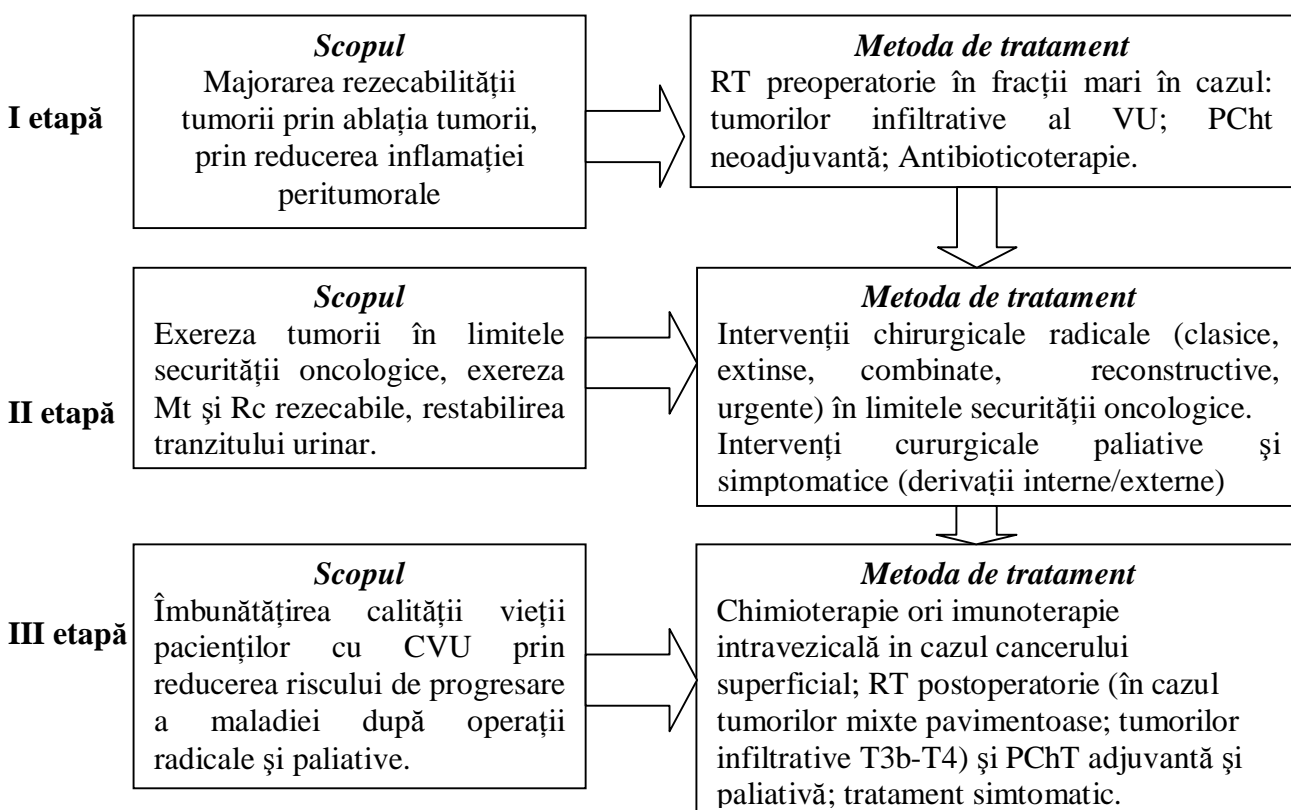 Scopul
Majorarea rezecabilității
tumorii prin ablația tumorii,
prin reducerea inflamației
peritumorale
I etapă
Metoda de tratament
RT preoperatorie în fracții mari în cazul:
tumorilor infiltrative al VU; PCht
neoadjuvantă; Antibioticoterapie.
Scopul
Exereza tumorii în limitele
securității oncologice, exereza
Mt şi Rc rezecabile, restabilirea
tranzitului urinar.
II etapă
Metoda de tratament
Intervenții chirurgicale radicale (clasice,
extinse, combinate, reconstructive,
urgente) în limitele securității oncologice.
Intervenți cururgicale paliative şi
simptomatice (derivații interne/externe)
Scopul
Îmbunătățirea calității vieții
pacienților cu CVU prin
reducerea riscului de progresare
a maladiei după operații
radicale şi paliative.
III etapă
Metoda de tratament
Chimioterapie ori imunoterapie
intravezicală in cazul cancerului
superficial; RT postoperatorie (în cazul
tumorilor mixte pavimentoase; tumorilor
infiltrative T3b-T4) şi PChT adjuvantă şi
paliativă; tratament simtomatic.